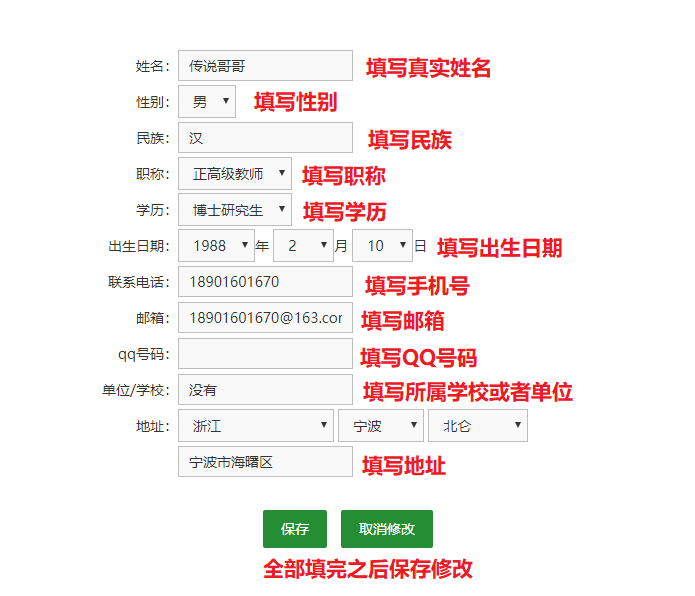 姓名： 传说哥哥 填写真实姓名
性别： 男 填写性别
民族： 汉 填写民族
职称： 正高级教师 填写职称
学历： 博士研究生 填写学历
出生日期： 1988 年 2 月 10 日 填写出生日期
联系电话： 18901601670 填写手机号
邮箱： 18901601670@163.cor 填写邮箱
qq号码： 填写QQ号码
单位/学校： 没有 填写所属学校或者单位
地址： 浙江 宁波 北仑
宁波市海曙区 填写地址
保存 取消修改
全部填完之后保存修改